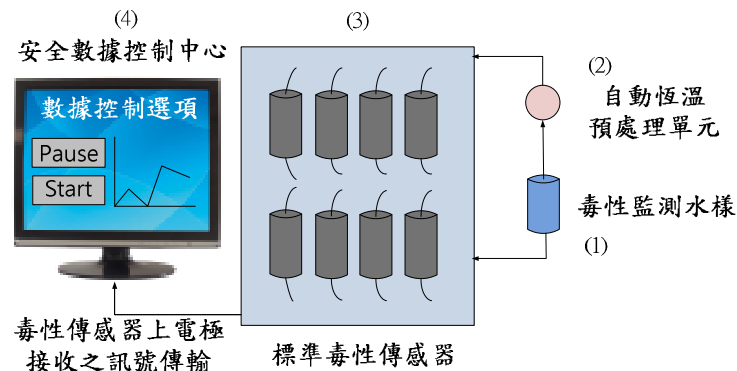 (4)
安全數據控制中心
數據控制選項
Pause
Start
毒性傳感器上電極
接收之訊號傳輸
(3)
標準毒性傳感器
(2)
自動恆溫
預處理單元
毒性監測水樣
(1)